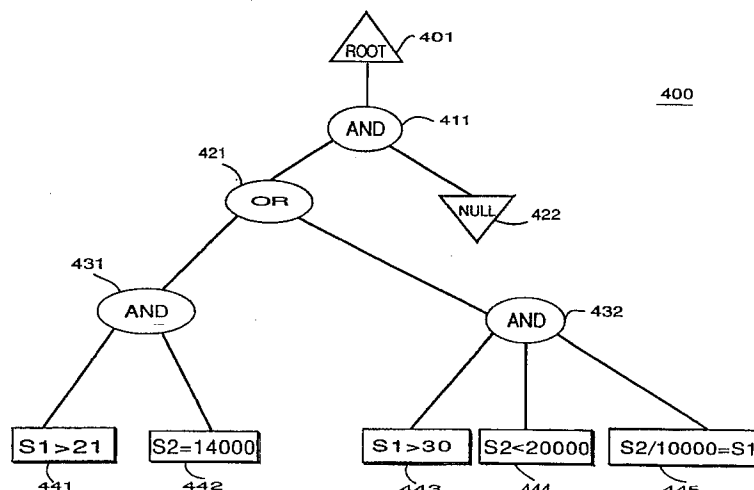 ROOT
401
400
AND
411
421
OR
NULL
422
431
AND
AND
432
S1>21
S2=14000
S1>30
S2<20000
S2/10000=S1
441
442
443
444
445